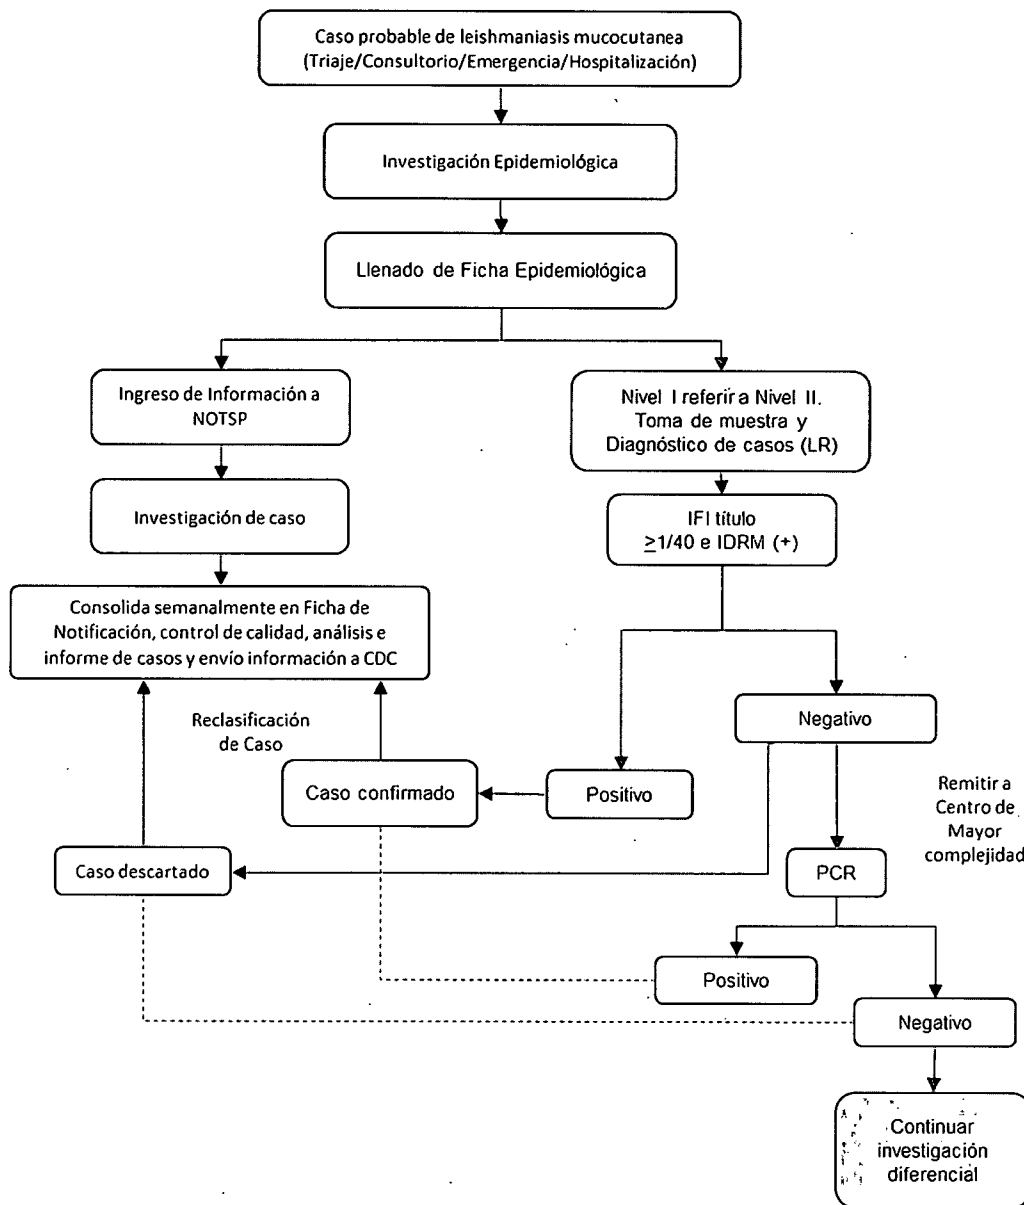 Caso probable de leishmaniasis mucocutanea
(Triaje/Consultorio/Emergencia/Hospitalización)
Investigación Epidemiológica
Llenado de Ficha Epidemiológica
Ingreso de Información a
NOTSP
Nivel I referir a Nivel II.
Toma de muestra y
Diagnóstico de casos (LR)
Investigación de caso
IFI título
≥1/40 e IDRM (+)
Consolida semanalmente en Ficha de
Notificación, control de calidad, análisis e
informe de casos y envío información a CDC
Reclasificación
de Caso
Negativo
Caso confirmado
Positivo
Remitir a
Centro de
Mayor
complejidad
Caso descartado
PCR
Positivo
Negativo
Continuar
investigación
diferencial